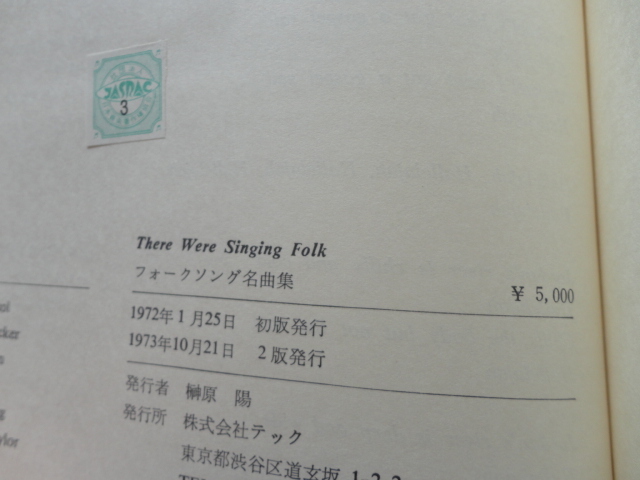 JASRAC
3
There Were Singing Folk
フォークソング名曲集
¥ 5,000
1972年1月25日 初版発行
1973年10月21日 2版発行
発行者 榊原 陽
発行所 株式会社テック
東京都渋谷区道玄坂